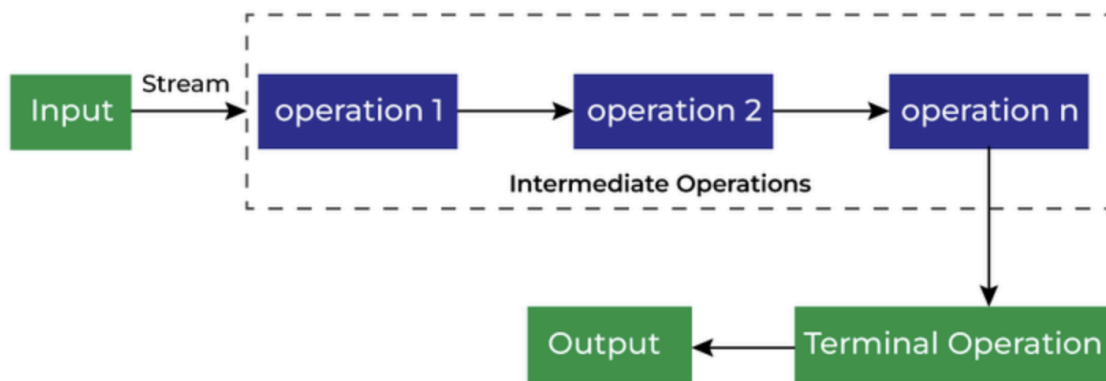 Input
Stream
operation 1
operation 2
operation n
Intermediate Operations
Terminal Operation
Output